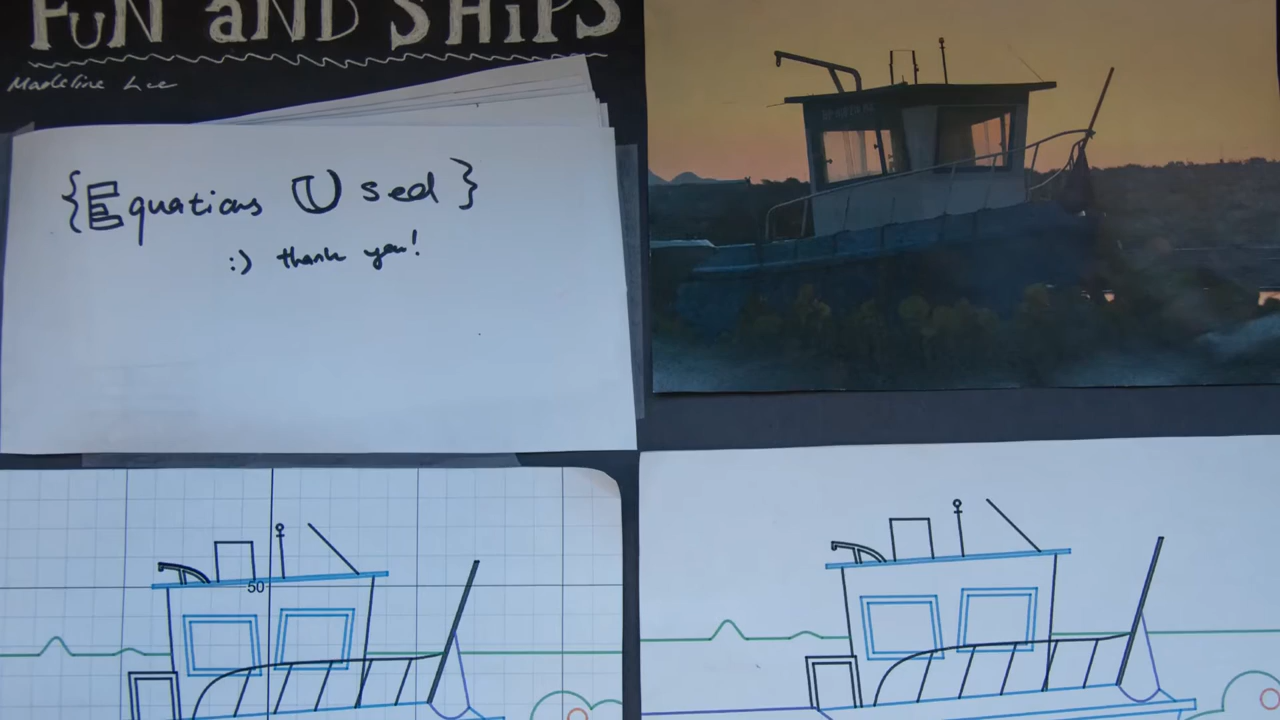 FUN aND SHiPS
Madeline Lee
{Equations Used}
:) thank you!
50